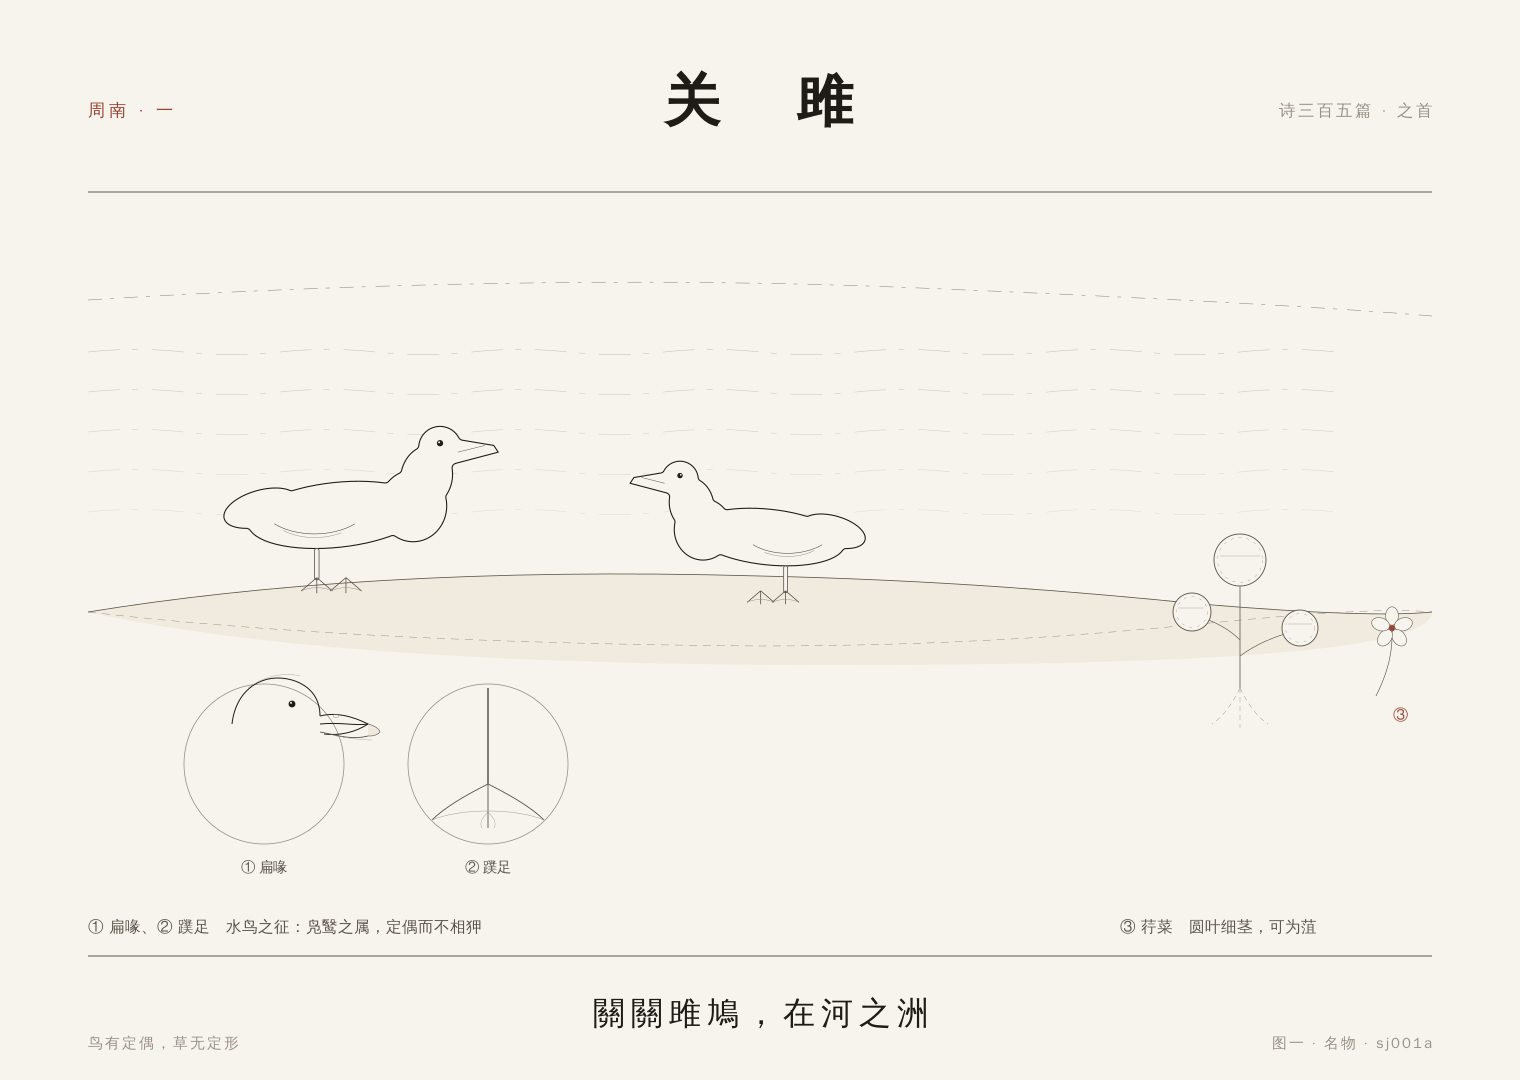 周南 · 一
关 雎
诗三百五篇 · 之首
③
① 扁喙
② 蹼足
① 扁喙、② 蹼足　水鸟之征：凫鹥之属，定偶而不相狎
③ 荇菜　圆叶细茎，可为菹
關關雎鳩，在河之洲
鸟有定偶，草无定形
图一 · 名物 · sj001a